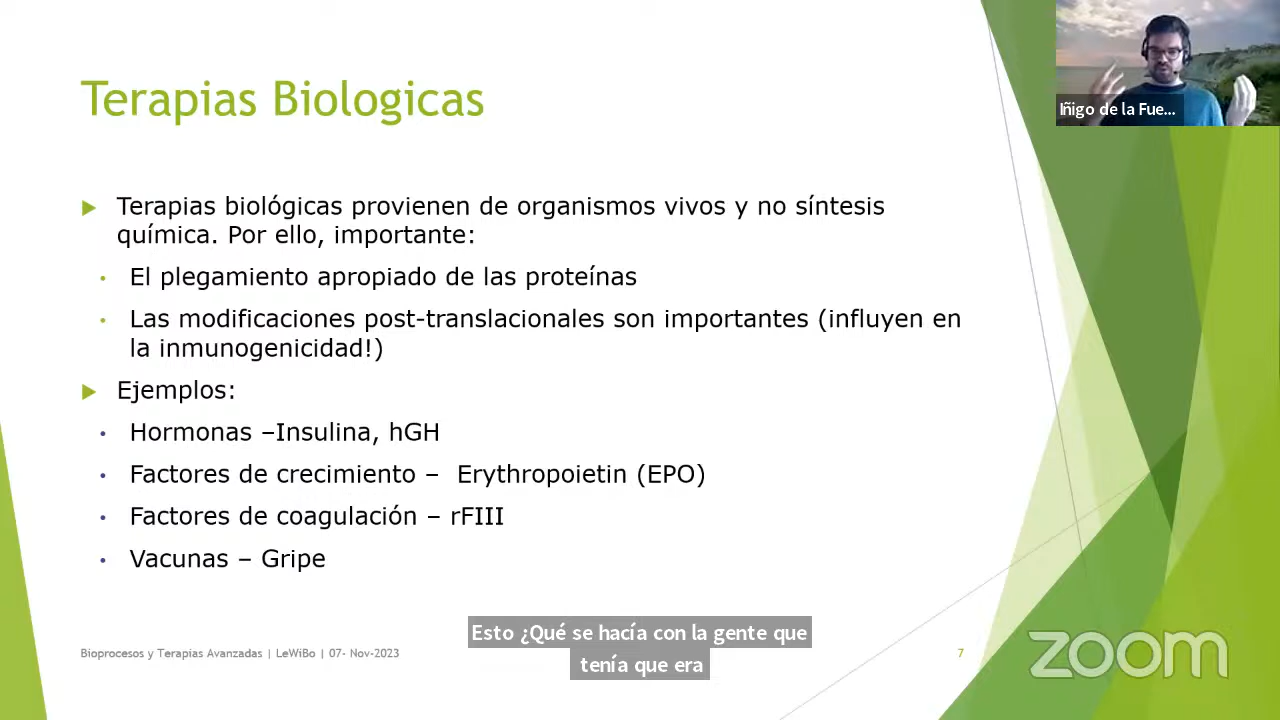 Terapias Biologicas
Iñigo de la Fue...
Terapias biológicas provienen de organismos vivos y no síntesis
química. Por ello, importante:
El plegamiento apropiado de las proteínas
Las modificaciones post-translacionales son importantes (influyen en
la inmunogenicidad!)
Ejemplos:
Hormonas –Insulina, hGH
Factores de crecimiento – Erythropoietin (EPO)
Factores de coagulación – rFIII
Vacunas – Gripe
Esto ¿Qué se hacía con la gente que
tenía que era
Bioprocesos y Terapias Avanzadas | LeWiBo | 07- Nov-2023
7
zoom